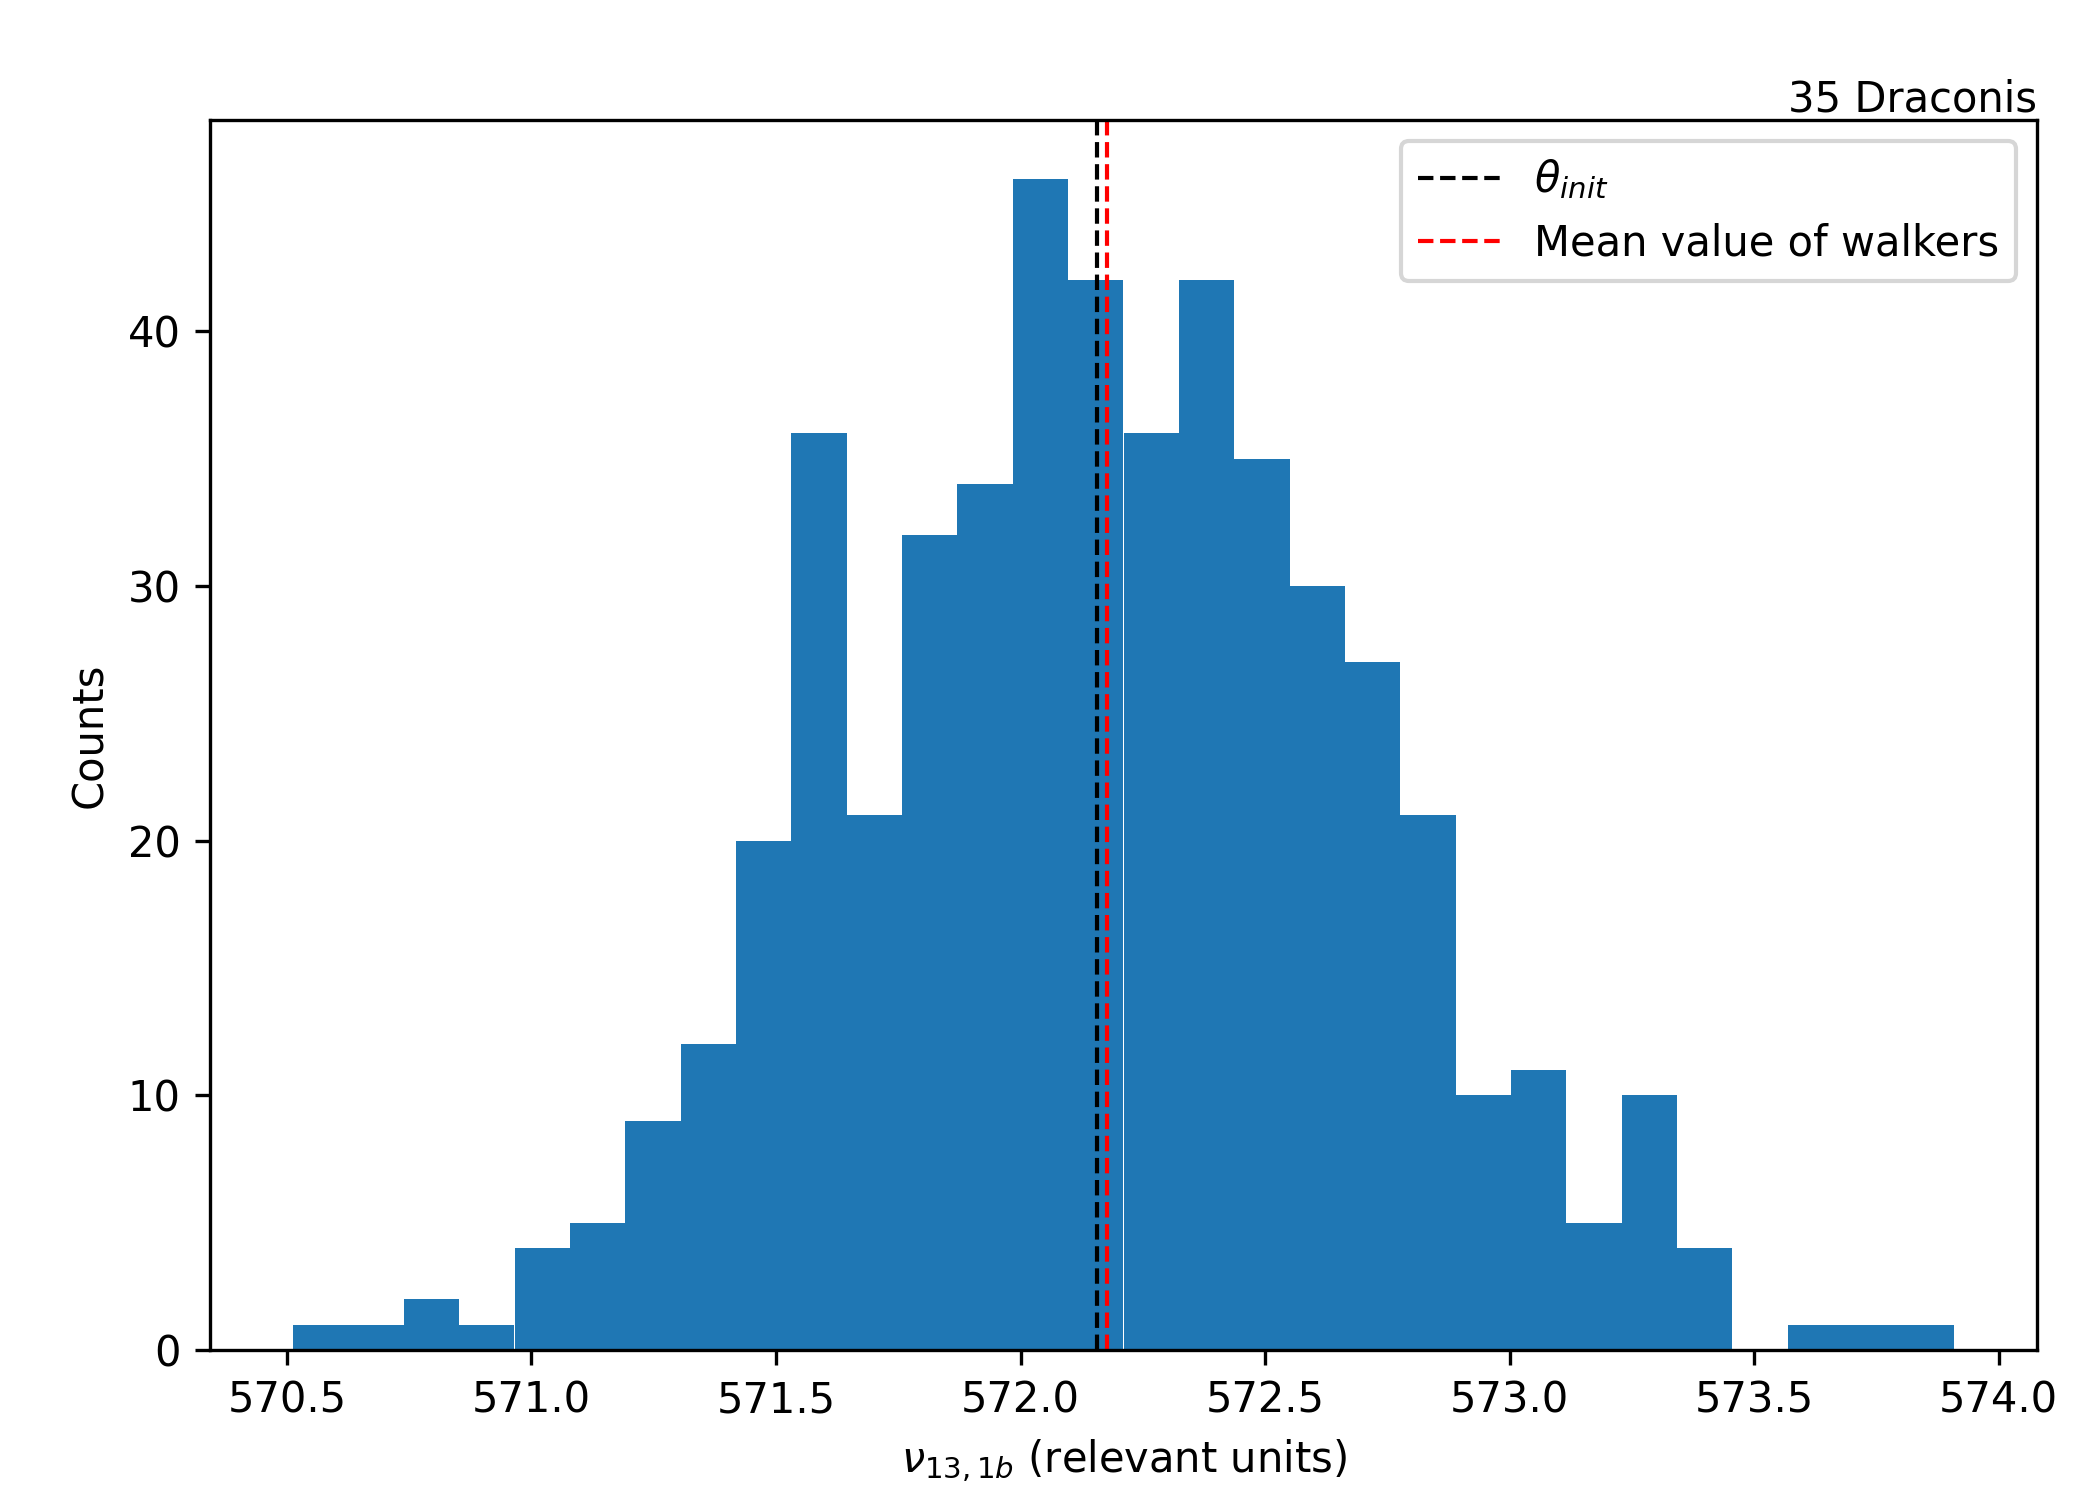 35 Draconis
θinit
Mean value of walkers
Counts
40
30
20
10
0
570.5 571.0 571.5 572.0 572.5 573.0 573.5 574.0
ν13, 1b (relevant units)